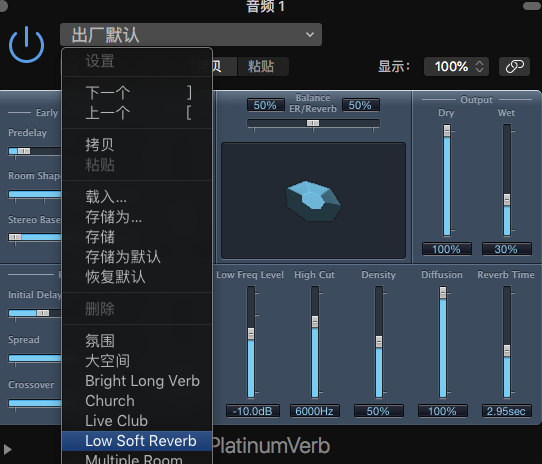 音频 1
出厂默认
贝 粘贴 显示: 100%
设置
下一个 ]
上一个 [
拷贝
粘贴
载入...
存储为...
存储
存储为默认
恢复默认
删除
氛围
大空间
Bright Long Verb
Church
Live Club
Low Soft Reverb
Multiple Room
Early
Predelay
Room Shape
Stereo Base
Balance
ER/Reverb
50% 50%
Output
Dry Wet
100% 30%
Initial Delay
Spread
Crossover
Low Freq Level High Cut Density Diffusion Reverb Time
-10.0dB 6000Hz 50% 100% 2.95sec
PlatinumVerb